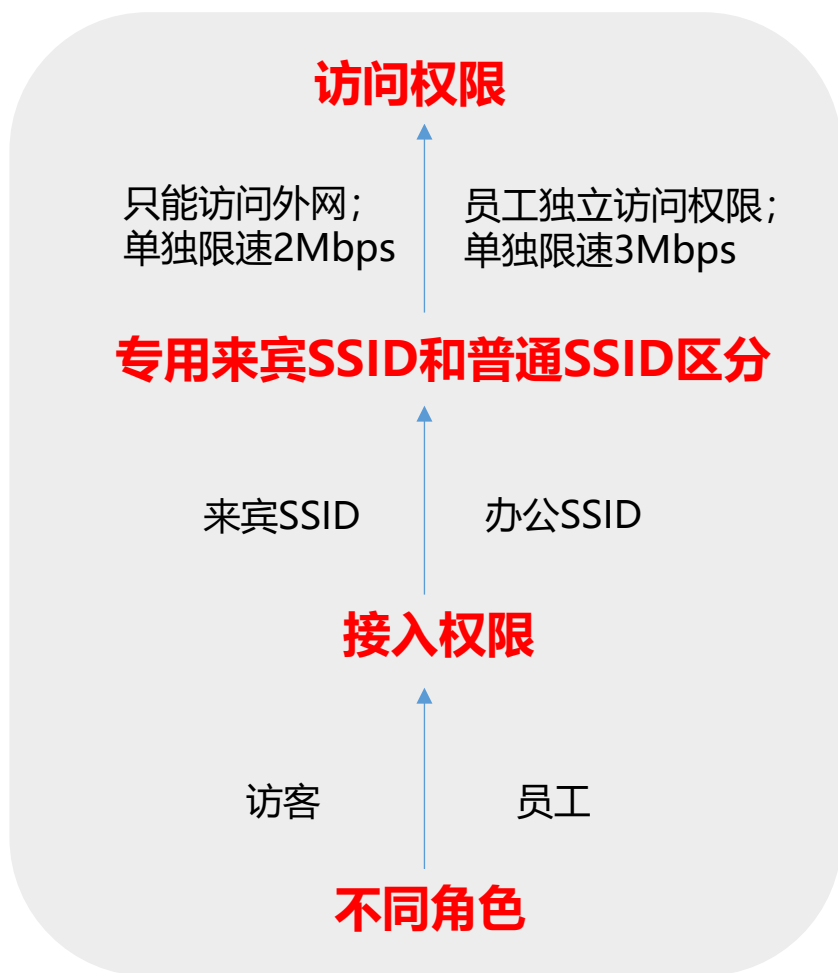 访问权限
只能访问外网；
单独限速2Mbps
员工独立访问权限；
单独限速3Mbps
专用来宾SSID和普通SSID区分
来宾SSID
办公SSID
接入权限
访客
员工
不同角色